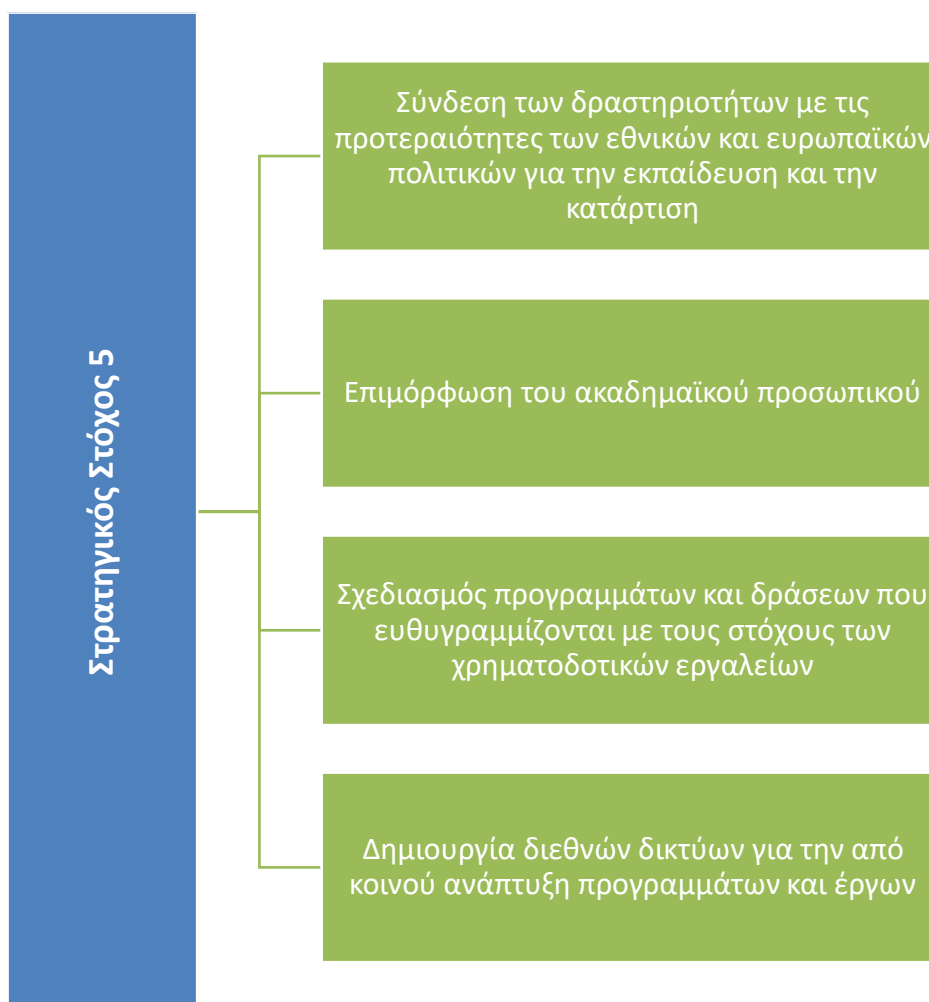 Στρατηγικός Στόχος 5
Σύνδεση των δραστηριοτήτων με τις
προτεραιότητες των εθνικών και ευρωπαϊκών
πολιτικών για την εκπαίδευση και την
κατάρτιση
Επιμόρφωση του ακαδημαϊκού προσωπικού
Σχεδιασμός προγραμμάτων και δράσεων που
ευθυγραμμίζονται με τους στόχους των
χρηματοδοτικών εργαλείων
Δημιουργία διεθνών δικτύων για την από
κοινού ανάπτυξη προγραμμάτων και έργων